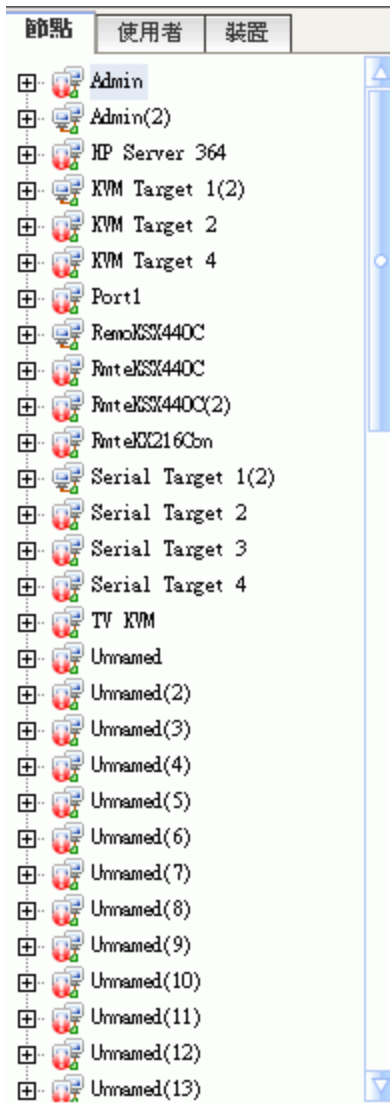 節點 使用者 裝置
Admin
Admin(2)
HP Server 364
KVM Target 1(2)
KVM Target 2
KVM Target 4
Port1
RemoKSX440C
RmteKSX440C
RmteKSX440C(2)
RmteKX216Cbn
Serial Target 1(2)
Serial Target 2
Serial Target 3
Serial Target 4
TV KVM
Unnamed
Unnamed(2)
Unnamed(3)
Unnamed(4)
Unnamed(5)
Unnamed(6)
Unnamed(7)
Unnamed(8)
Unnamed(9)
Unnamed(10)
Unnamed(11)
Unnamed(12)
Unnamed(13)